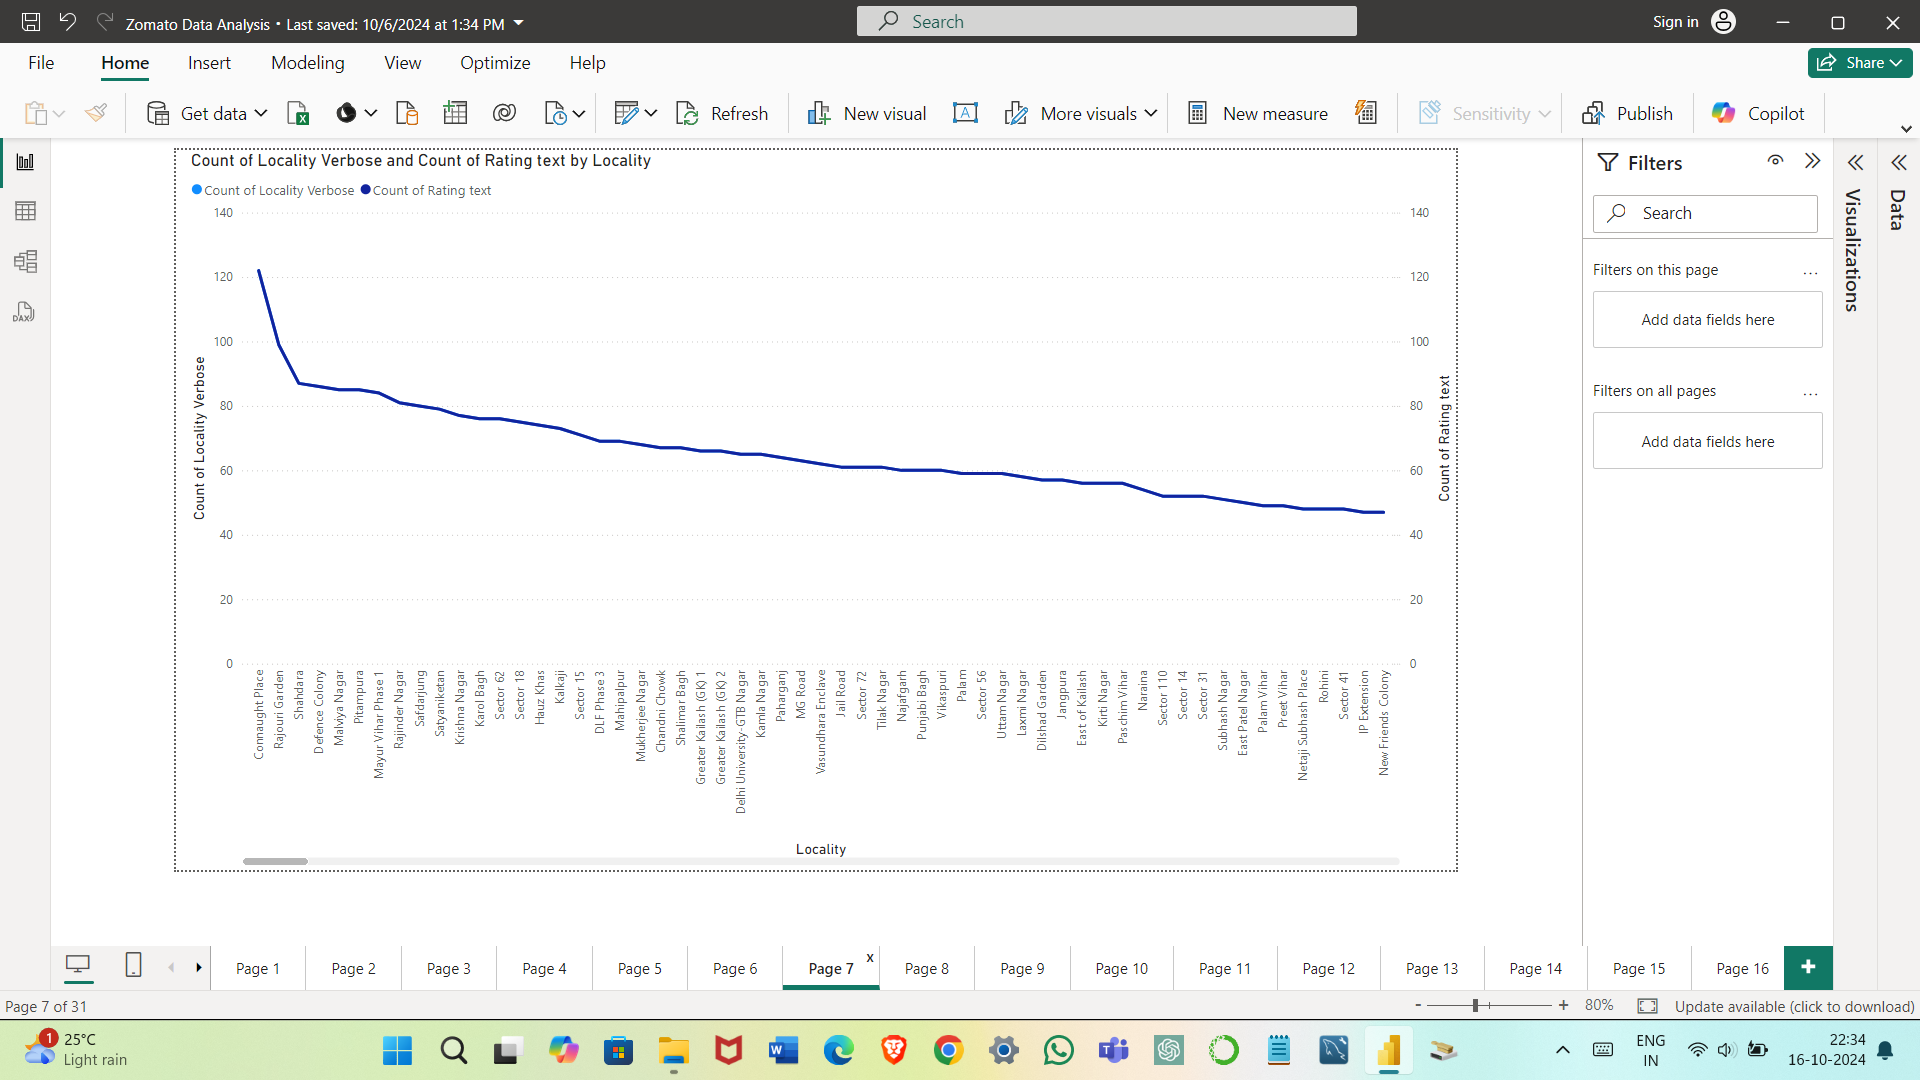 Zomato Data Analysis • Last saved: 10/6/2024 at 1:34 PM
Search
Sign in
File
Home
Insert
Modeling
View
Optimize
Help
Share
Get data
Refresh
New visual
More visuals
New measure
Sensitivity
Publish
Copilot
Count of Locality Verbose and Count of Rating text by Locality
Count of Locality Verbose
Count of Rating text
140
120
100
80
60
40
20
0
Count of Locality Verbose
140
120
100
80
60
40
20
0
Count of Rating text
Connaught Place
Rajouri Garden
Shahdara
Defence Colony
Malviya Nagar
Pitampura
Mayur Vihar Phase 1
Rajinder Nagar
Safdarjung
Satyaniketan
Krishna Nagar
Karol Bagh
Sector 62
Sector 18
Hauz Khas
Kalkaji
Sector 15
DLF Phase 3
Mahipalpur
Mukherjee Nagar
Chandni Chowk
Shalimar Bagh
Greater Kailash (GK) 1
Greater Kailash (GK) 2
Delhi University-GTB Nagar
Kamla Nagar
Paharganj
MG Road
Vasundhara Enclave
Jail Road
Sector 72
Tilak Nagar
Najafgarh
Punjabi Bagh
Vikaspuri
Palam
Sector 56
Uttam Nagar
Laxmi Nagar
Dilshad Garden
Jangpura
East of Kailash
Kirti Nagar
Paschim Vihar
Naraina
Sector 110
Sector 14
Sector 31
Subhash Nagar
East Patel Nagar
Palam Vihar
Preet Vihar
Netaji Subhash Place
Rohini
Sector 41
IP Extension
New Friends Colony
Locality
Filters
Search
Filters on this page
...
Add data fields here
Filters on all pages
...
Add data fields here
Visualizations
Data
DAX
Page 1
Page 2
Page 3
Page 4
Page 5
Page 6
Page 7
x
Page 8
Page 9
Page 10
Page 11
Page 12
Page 13
Page 14
Page 15
Page 16
+
Page 7 of 31
-
+
80%
Update available (click to download)
1
25°C
Light rain
ENG
IN
22:34
16-10-2024